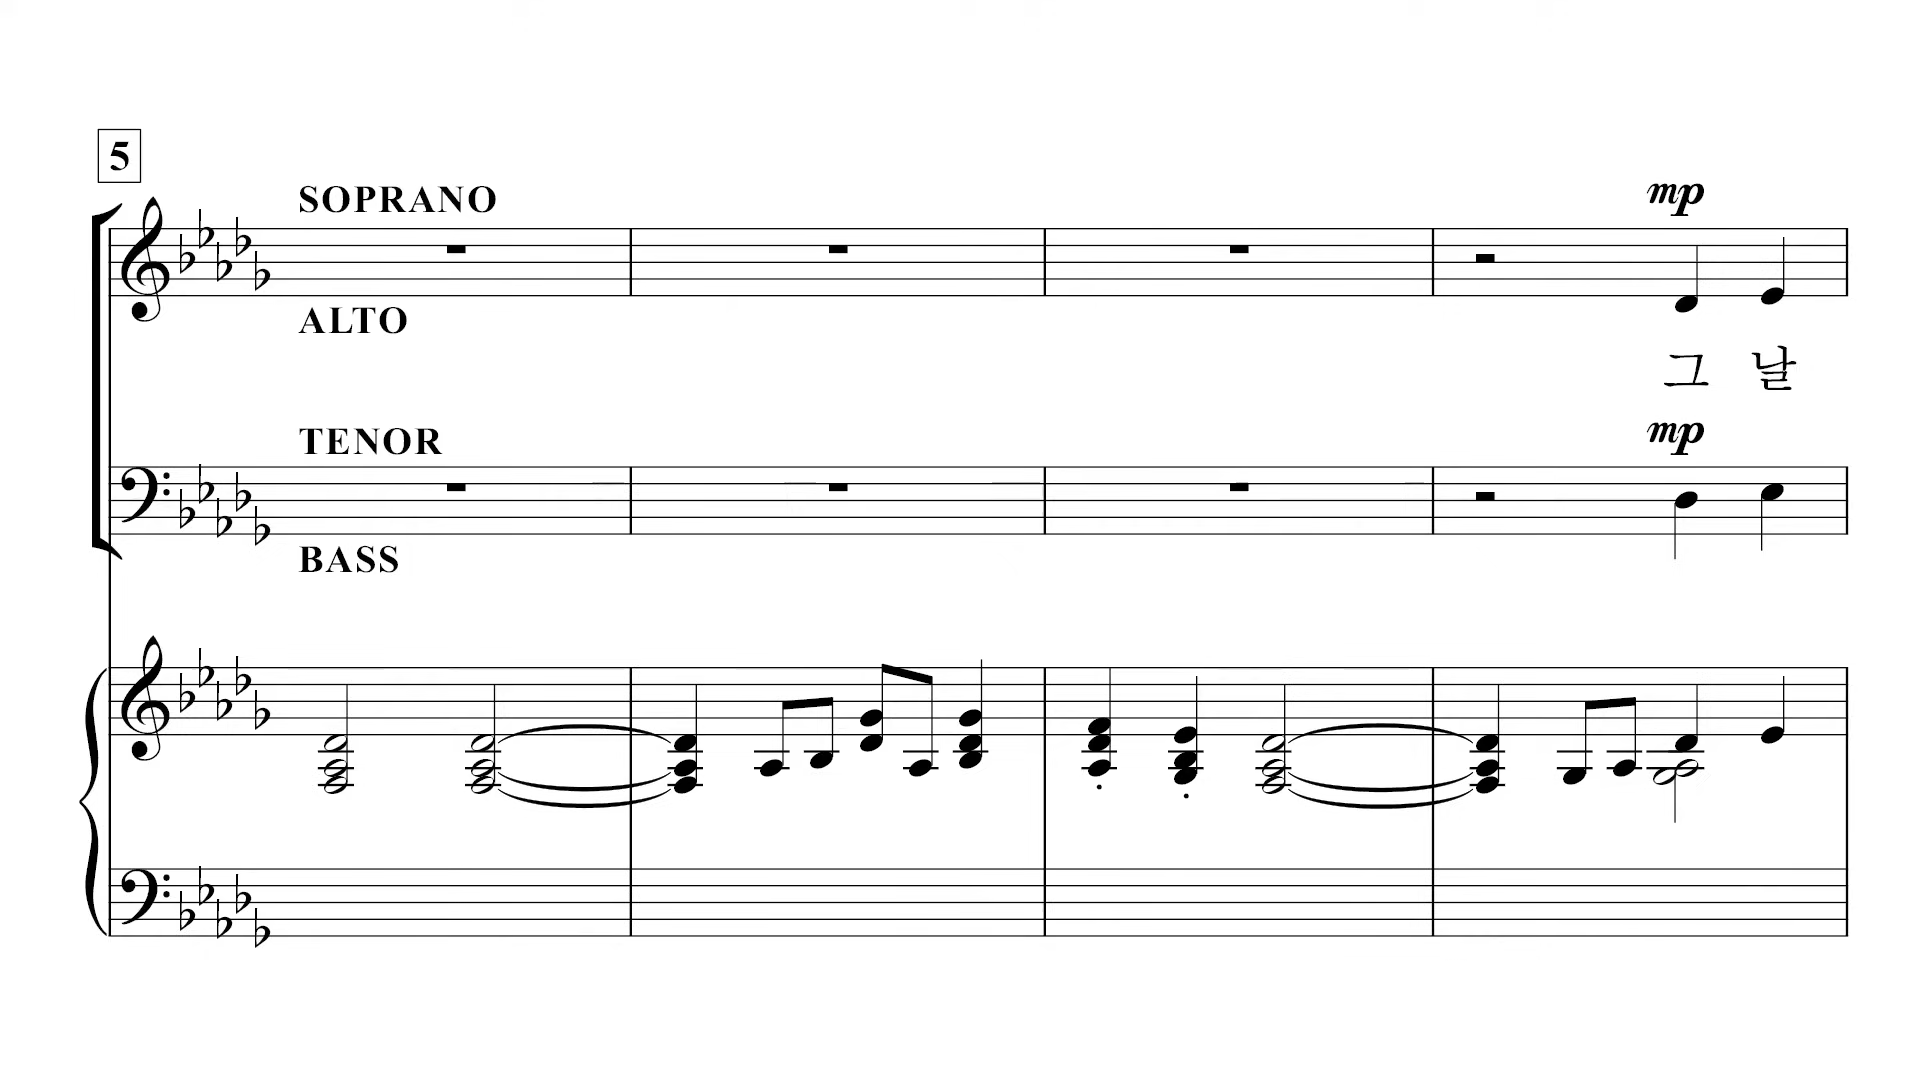 5
SOPRANO
mp
ALTO
그 날
mp
TENOR
BASS